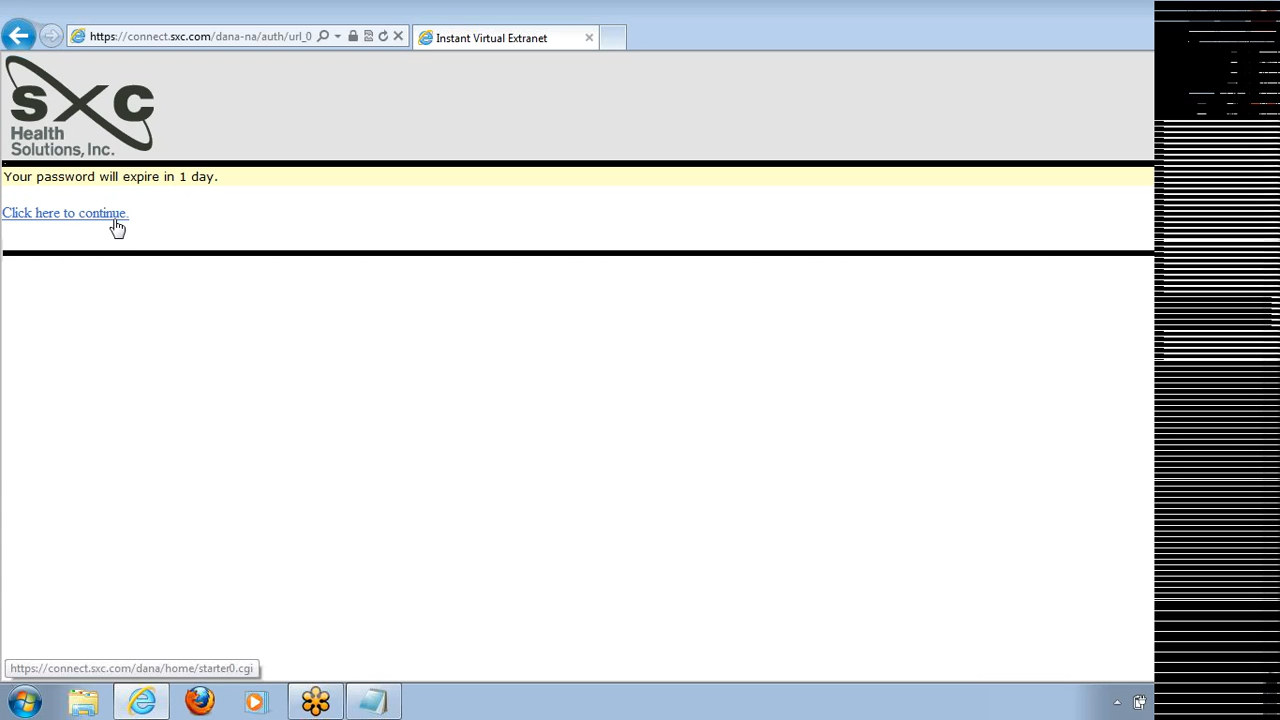 https://connect.sxc.com/dana-na/auth/url_0
Instant Virtual Extranet
sxc
Health
Solutions, Inc.
Your password will expire in 1 day.
Click here to continue.
https://connect.sxc.com/dana/home/starter0.cgi